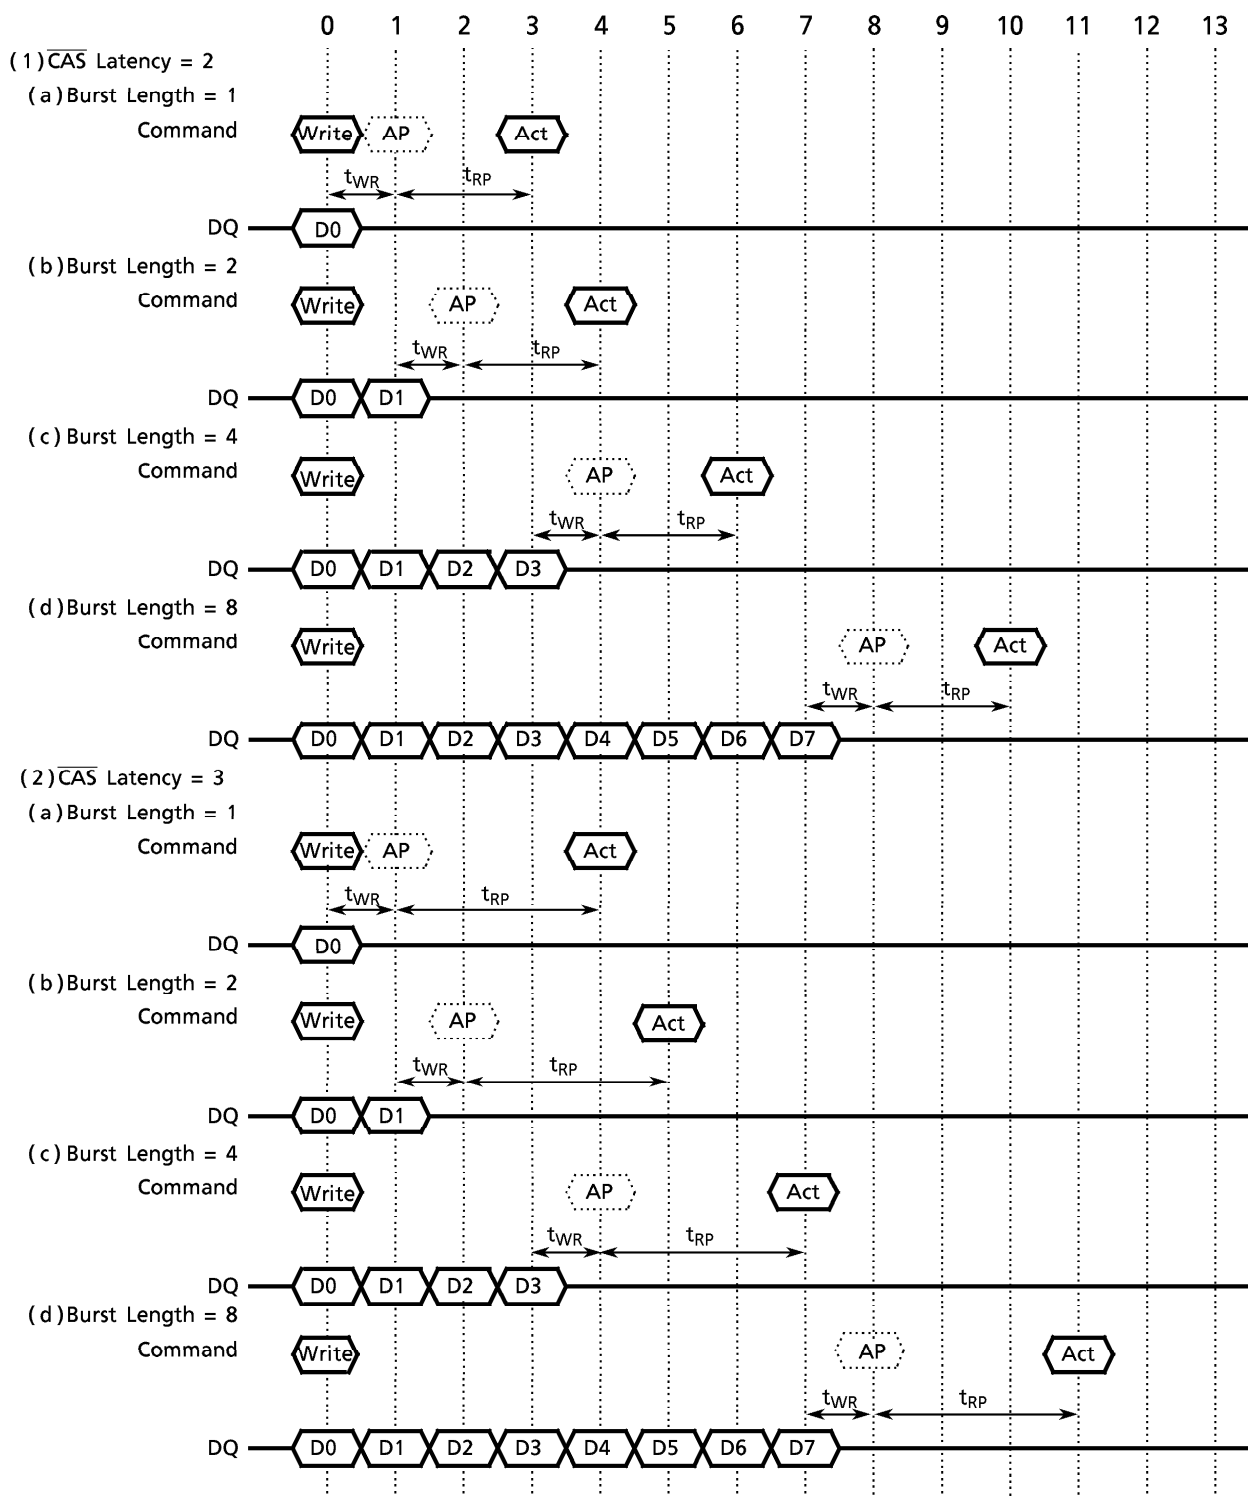 0 1 2 3 4 5 6 7 8 9 10 11 12 13
(1) CAS Latency = 2
(a) Burst Length = 1
Command Write AP Act
tWR tRP
DQ D0
(b) Burst Length = 2
Command Write AP Act
tWR tRP
DQ D0 D1
(c) Burst Length = 4
Command Write AP Act
tWR tRP
DQ D0 D1 D2 D3
(d) Burst Length = 8
Command Write AP Act
tWR tRP
DQ D0 D1 D2 D3 D4 D5 D6 D7
(2) CAS Latency = 3
(a) Burst Length = 1
Command Write AP Act
tWR tRP
DQ D0
(b) Burst Length = 2
Command Write AP Act
tWR tRP
DQ D0 D1
(c) Burst Length = 4
Command Write AP Act
tWR tRP
DQ D0 D1 D2 D3
(d) Burst Length = 8
Command Write AP Act
tWR tRP
DQ D0 D1 D2 D3 D4 D5 D6 D7